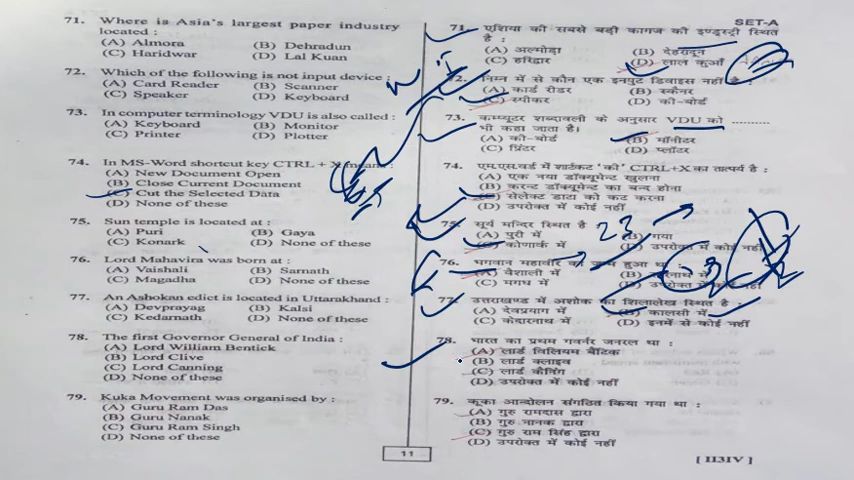 71. Where is Asia's largest paper industry
located :
(A) Almora (B) Dehradun
(C) Haridwar (D) Lal Kuan
72. Which of the following is not input device :
(A) Card Reader (B) Scanner
(C) Speaker (D) Keyboard
73. In computer terminology VDU is also called :
(A) Keyboard (B) Monitor
(C) Printer (D) Plotter
74. In MS-Word shortcut key CTRL + X
(A) New Document Open
(B) Close Current Document
(C) Cut the Selected Data
(D) None of these
75. Sun temple is located at :
(A) Puri (B) Gaya
(C) Konark (D) None of these
76. Lord Mahavira was born at :
(A) Vaishali (B) Sarnath
(C) Magadha (D) None of these
77. An Ashokan edict is located in Uttarakhand :
(A) Devprayag (B) Kalsi
(C) Kedarnath (D) None of these
78. The first Governor General of India :
(A) Lord William Bentick
(B) Lord Clive
(C) Lord Canning
(D) None of these
79. Kuka Movement was organised by :
(A) Guru Ram Das
(B) Guru Nanak
(C) Guru Ram Singh
(D) None of these
11
SET-A
71. एशिया की सबसे बड़ी कागज की इण्डस्ट्री स्थित
है :
(A) अल्मोड़ा (B) देहरादून
(C) हरिद्वार (D) लाल कुआँ
72. निम्न में से कौन एक इनपुट डिवाइस नहीं है :
(A) कार्ड रीडर (B) स्कैनर
(C) स्पीकर (D) की-बोर्ड
73. कम्प्यूटर शब्दावली के अनुसार VDU को ..........
भी कहा जाता है।
(A) की-बोर्ड (B) मॉनीटर
(C) प्रिंटर (D) प्लॉटर
74. एम.एस.वर्ड में शार्टकट 'की' CTRL+X का तात्पर्य है :
(A) एक नया डॉक्यूमेन्ट खुलना
(B) करन्ट डॉक्यूमेन्ट का बन्द होना
(C) सेलेक्ट डाटा को कट करना
(D) उपरोक्त में कोई नहीं
75. सूर्य मन्दिर स्थित है
(A) पुरी में (B) गया
(C) कोणार्क में (D) उपरोक्त में कोई नहीं
23
76. भगवान महावीर का जन्म हुआ था
(A) वैशाली में (B)
(C) मगध में (D) उपरोक्त में कोई नहीं
77. उत्तराखण्ड में अशोक का शिलालेख स्थित है :
(A) देवप्रयाग में (B) कालसी में
(C) केदारनाथ में (D) इनमें से कोई नहीं
78. भारत का प्रथम गवर्नर जनरल था :
(A) लार्ड विलियम बैंटिक
(B) लार्ड क्लाइव
(C) लार्ड कैनिंग
(D) उपरोक्त में कोई नहीं
79. कूका आन्दोलन संगठित किया गया था :
(A) गुरु रामदास द्वारा
(B) गुरु नानक द्वारा
(C) गुरु राम सिंह द्वारा
(D) उपरोक्त में कोई नहीं
[ II3IV ]